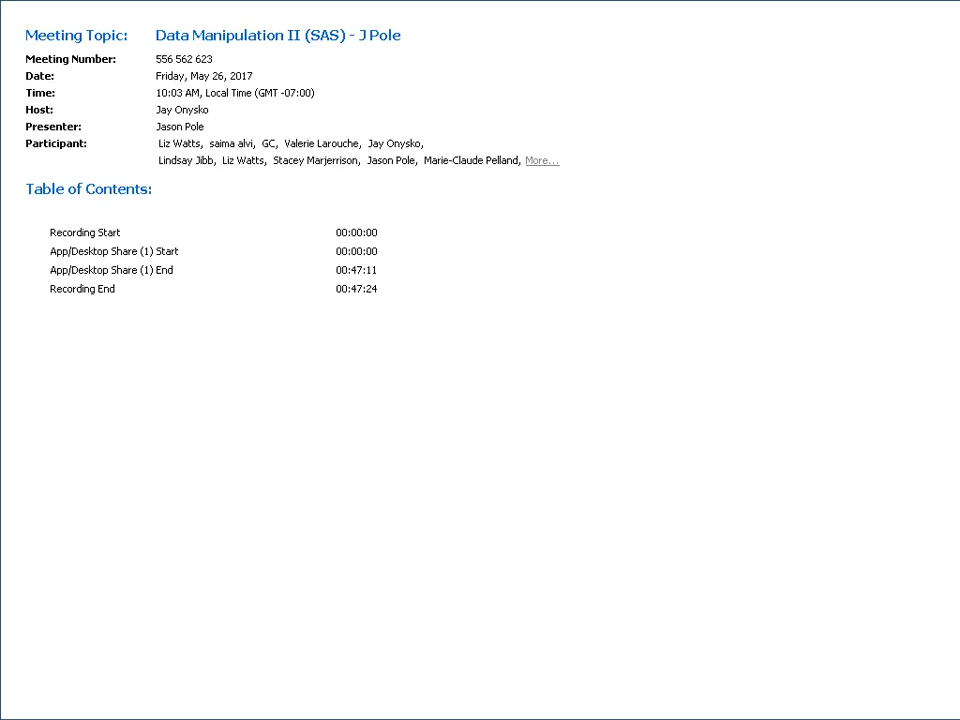 Meeting Topic: Data Manipulation II (SAS) - J Pole
Meeting Number: 556 562 623
Date: Friday, May 26, 2017
Time: 10:03 AM, Local Time (GMT -07:00)
Host: Jay Onysko
Presenter: Jason Pole
Participant: Liz Watts, saima alvi, GC, Valerie Larouche, Jay Onysko,
Lindsay Jibb, Liz Watts, Stacey Marjerrison, Jason Pole, Marie-Claude Pelland, More...
Table of Contents:
Recording Start 00:00:00
App/Desktop Share (1) Start 00:00:00
App/Desktop Share (1) End 00:47:11
Recording End 00:47:24